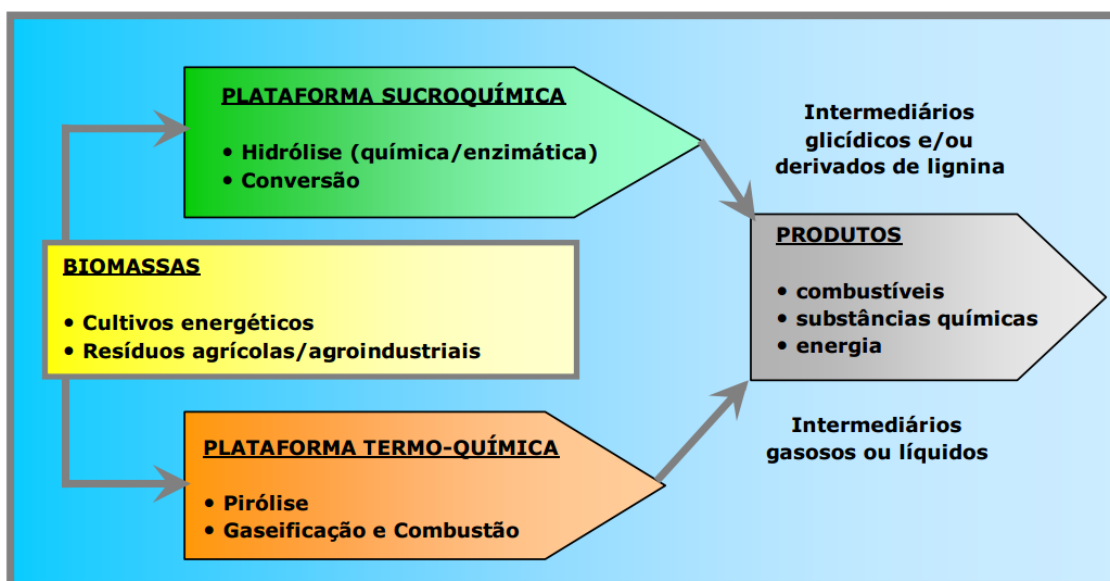 PLATAFORMA SUCROQUÍMICA
• Hidrólise (química/enzimática)
• Conversão
Intermediários
glicídicos e/ou
derivados de lignina
BIOMASSAS
• Cultivos energéticos
• Resíduos agrícolas/agroindustriais
PRODUTOS
• combustíveis
• substâncias químicas
• energia
PLATAFORMA TERMO-QUÍMICA
• Pirólise
• Gaseificação e Combustão
Intermediários
gasosos ou líquidos